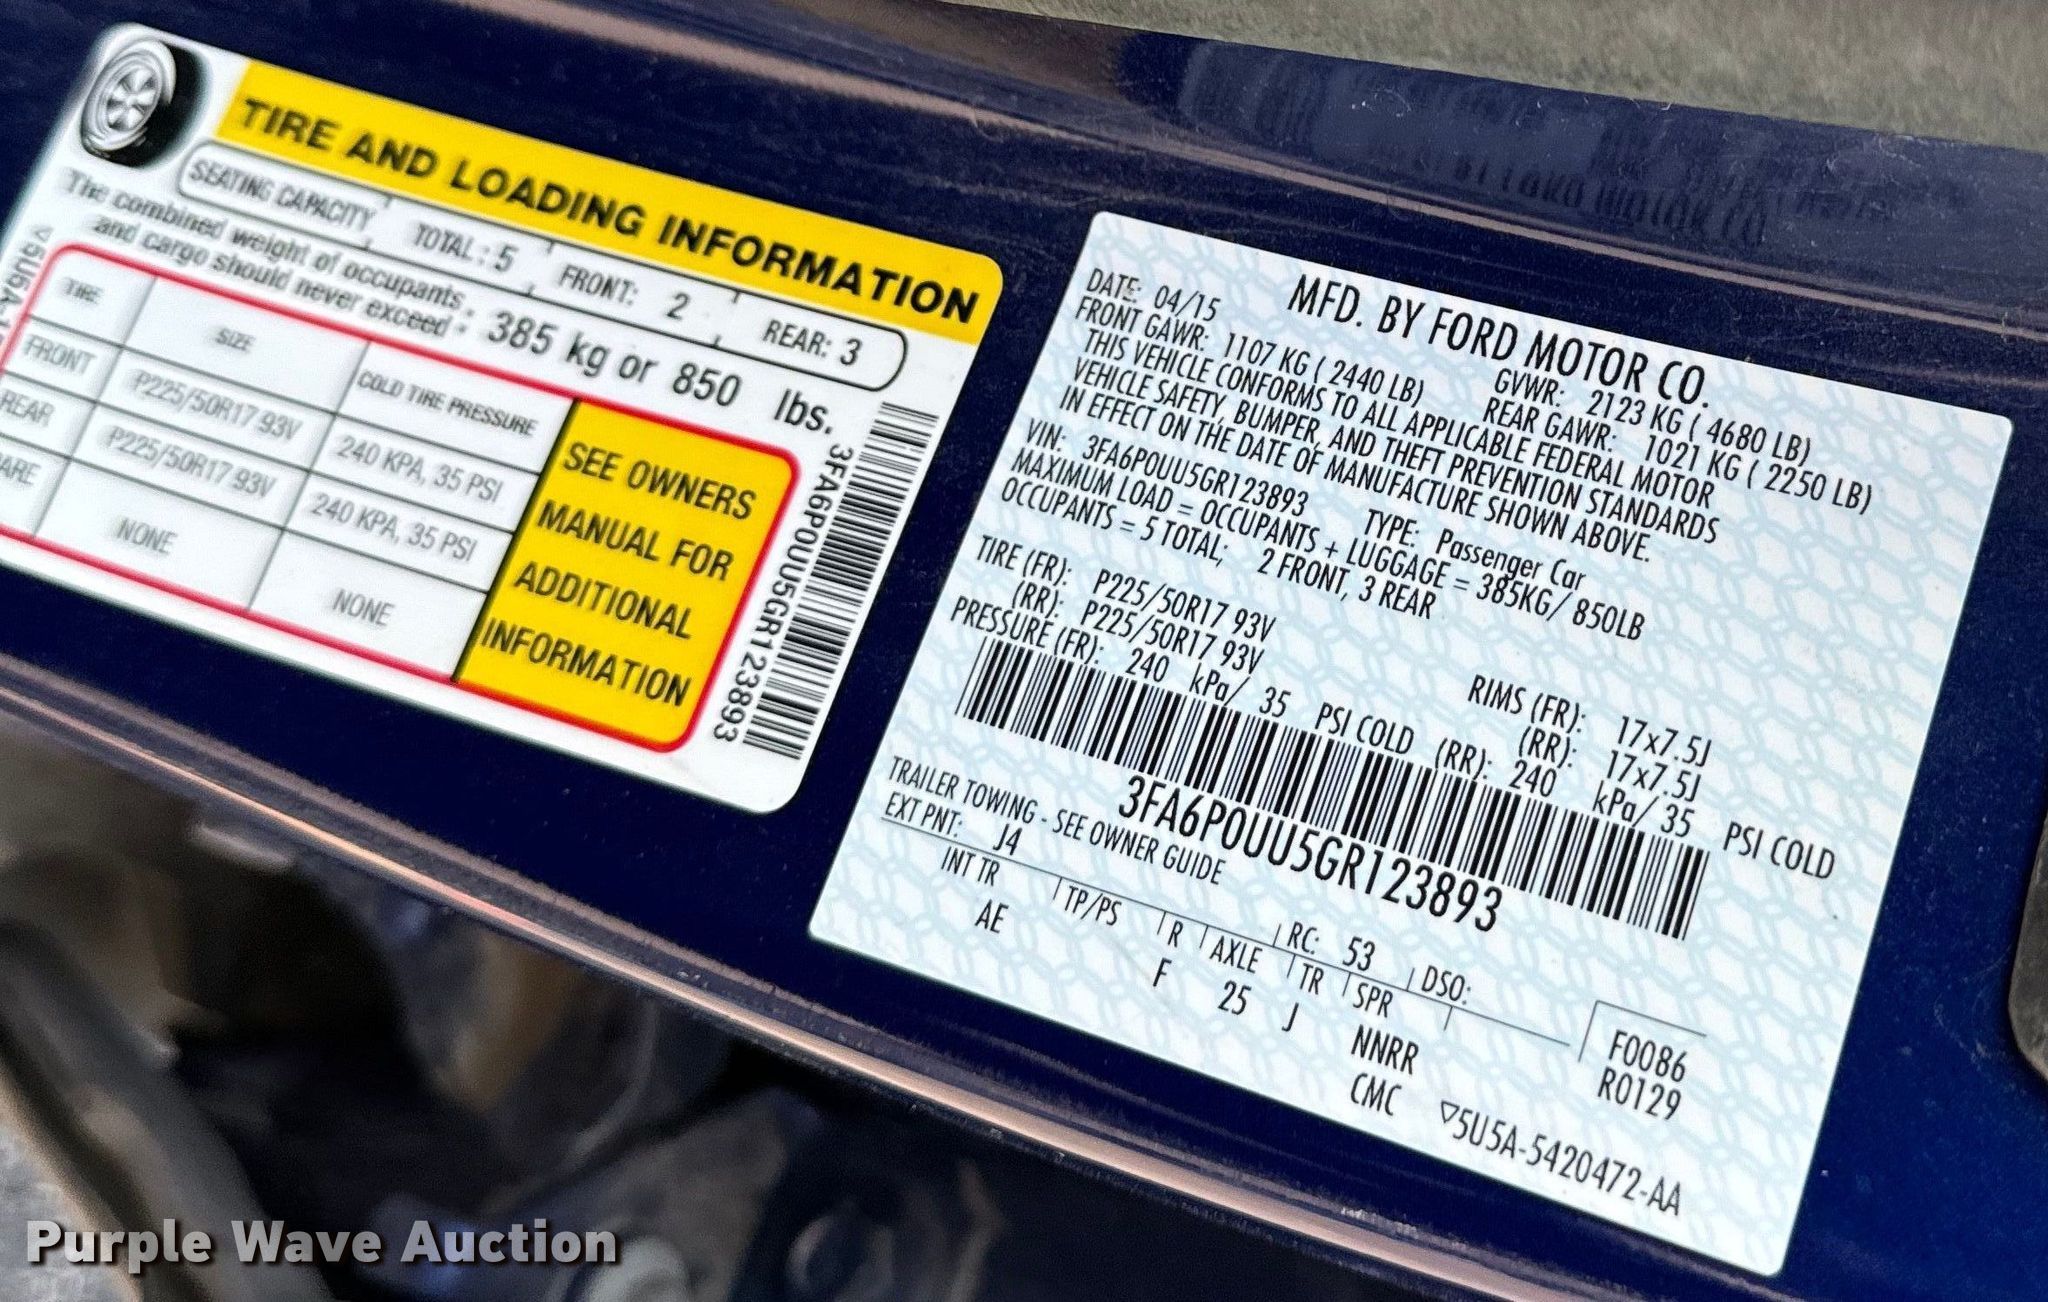 TIRE AND LOADING INFORMATION
SEATING CAPACITY TOTAL: 5 FRONT: 2 REAR: 3
The combined weight of occupants
and cargo should never exceed: 385 kg or 850 lbs.
TIRE SIZE COLD TIRE PRESSURE
FRONT P225/50R17 93V 240 KPA, 35 PSI
REAR P225/50R17 93V 240 KPA, 35 PSI
ARE NONE NONE
SEE OWNERS
MANUAL FOR
ADDITIONAL
INFORMATION
3FA6P0UU5GR123893
MFD. BY FORD MOTOR CO.
DATE: 04/15 GVWR: 2123 KG ( 4680 LB)
FRONT GAWR: 1107 KG ( 2440 LB) REAR GAWR: 1021 KG ( 2250 LB)
THIS VEHICLE CONFORMS TO ALL APPLICABLE FEDERAL MOTOR
VEHICLE SAFETY, BUMPER, AND THEFT PREVENTION STANDARDS
IN EFFECT ON THE DATE OF MANUFACTURE SHOWN ABOVE.
VIN: 3FA6P0UU5GR123893 TYPE: Passenger Car
MAXIMUM LOAD = OCCUPANTS + LUGGAGE = 385KG/ 850LB
OCCUPANTS = 5 TOTAL; 2 FRONT, 3 REAR
TIRE (FR): P225/50R17 93V RIMS (FR): 17x7.5J
(RR): P225/50R17 93V (RR): 17x7.5J
PRESSURE (FR): 240 kPa/ 35 PSI COLD (RR): 240 kPa/ 35 PSI COLD
3FA6P0UU5GR123893
TRAILER TOWING - SEE OWNER GUIDE
EXT PNT: J4 RC: 53 DSO:
INT TR TP/PS R AXLE TR SPR
AE F 25 J NNRR
CMC
F0086
R0129
▽5U5A-5420472-AA
Purple Wave Auction